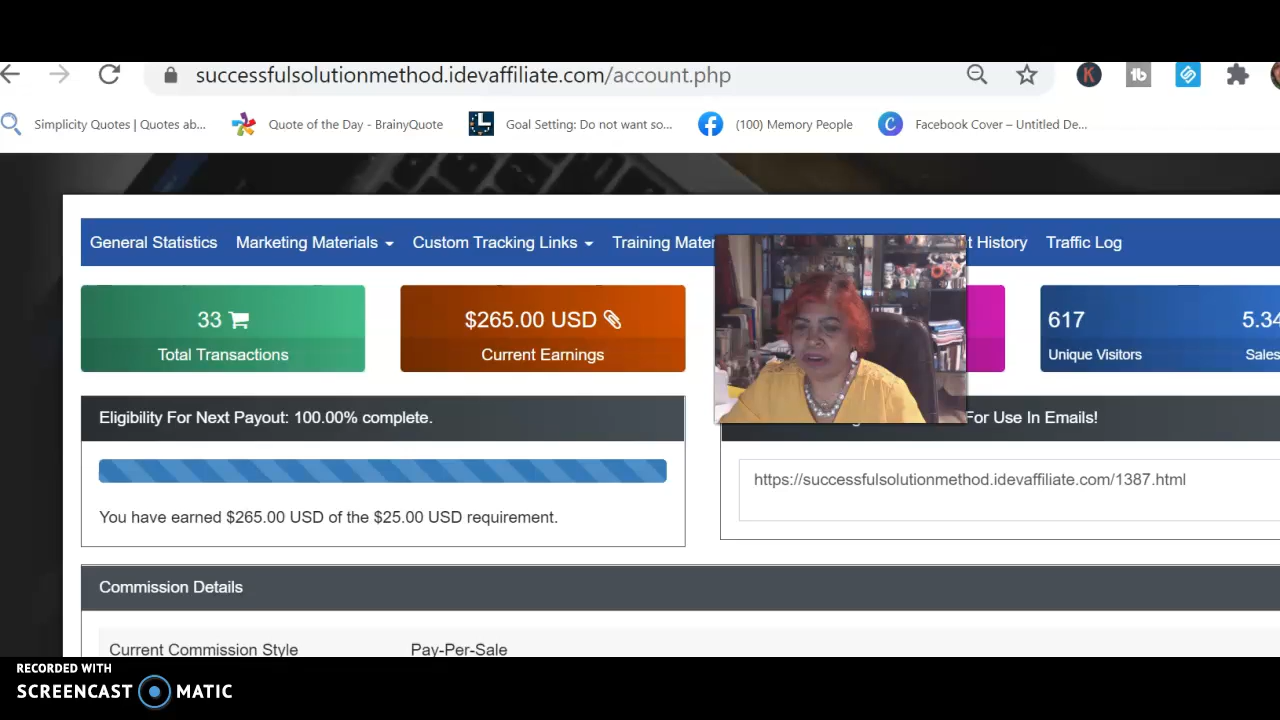 successfulsolutionmethod.idevaffiliate.com/account.php
Simplicity Quotes | Quotes ab... Quote of the Day - BrainyQuote Goal Setting: Do not want so... (100) Memory People Facebook Cover – Untitled De...
General Statistics Marketing Materials Custom Tracking Links Training Mater t History Traffic Log
33 $265.00 USD 617 5.34
Total Transactions Current Earnings Unique Visitors Sales
Eligibility For Next Payout: 100.00% complete. For Use In Emails!
https://successfulsolutionmethod.idevaffiliate.com/1387.html
You have earned $265.00 USD of the $25.00 USD requirement.
Commission Details
Current Commission Style Pay-Per-Sale
RECORDED WITH
SCREENCAST MATIC